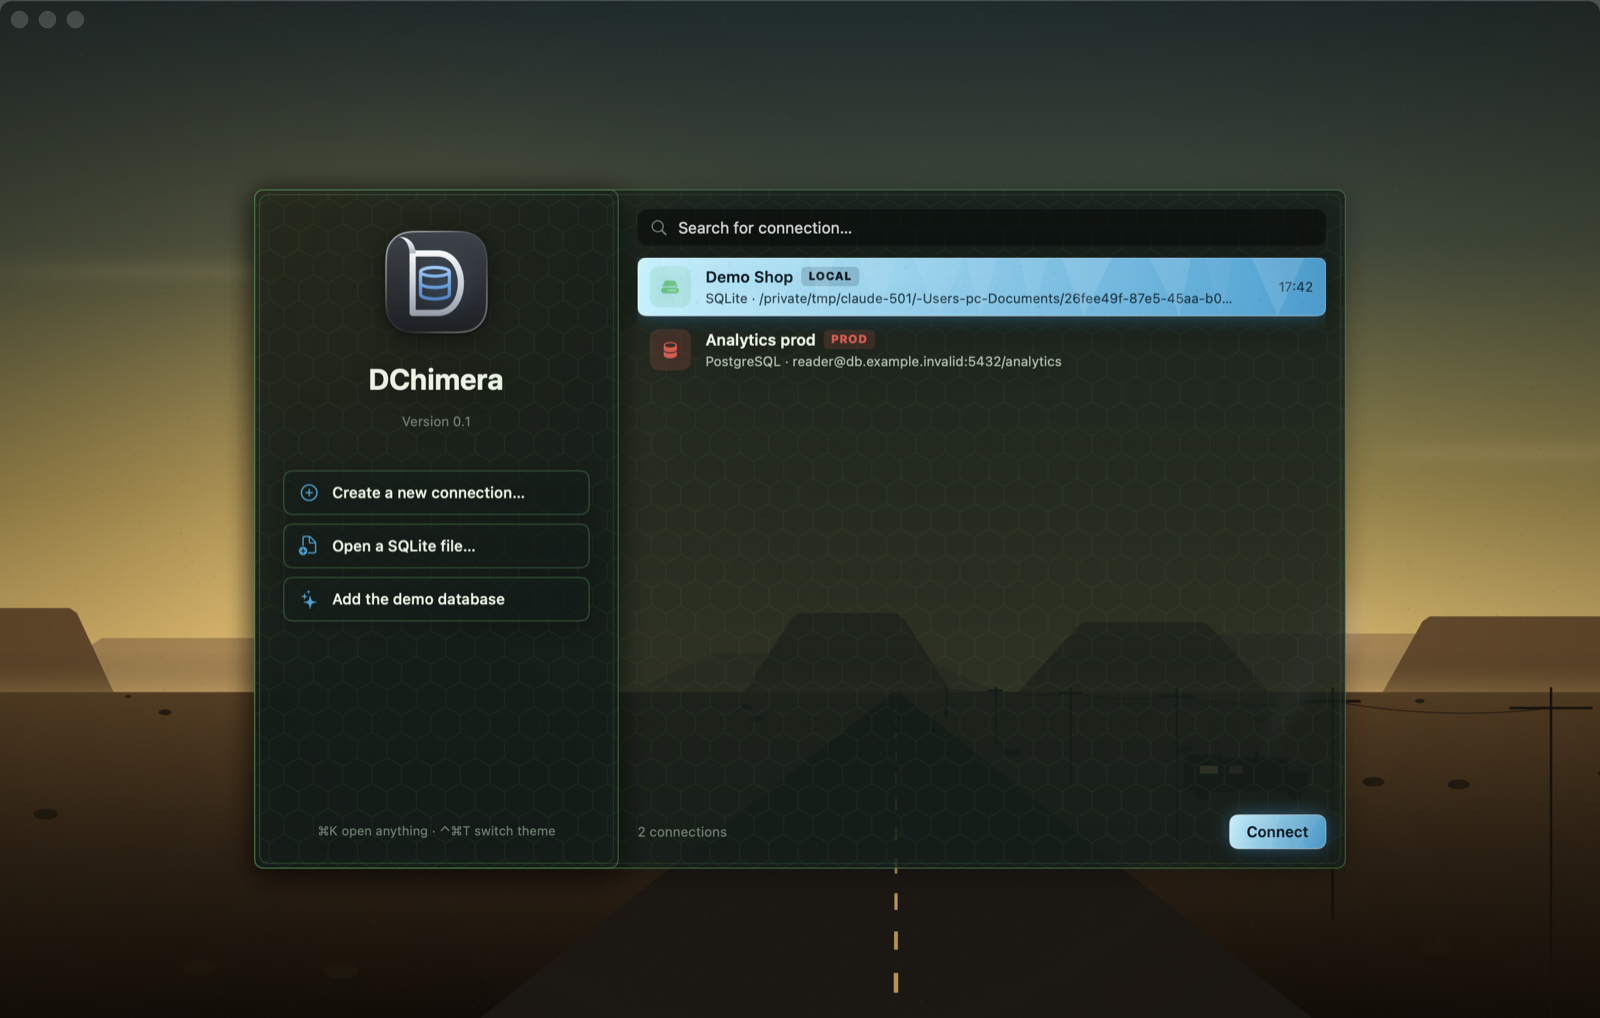 DChimera
Version 0.1
Create a new connection...
Open a SQLite file...
Add the demo database
⌘K open anything · ^⌘T switch theme
Search for connection...
Demo Shop LOCAL
SQLite · /private/tmp/claude-501/-Users-pc-Documents/26fee49f-87e5-45aa-b0...
17:42
Analytics prod PROD
PostgreSQL · reader@db.example.invalid:5432/analytics
2 connections
Connect